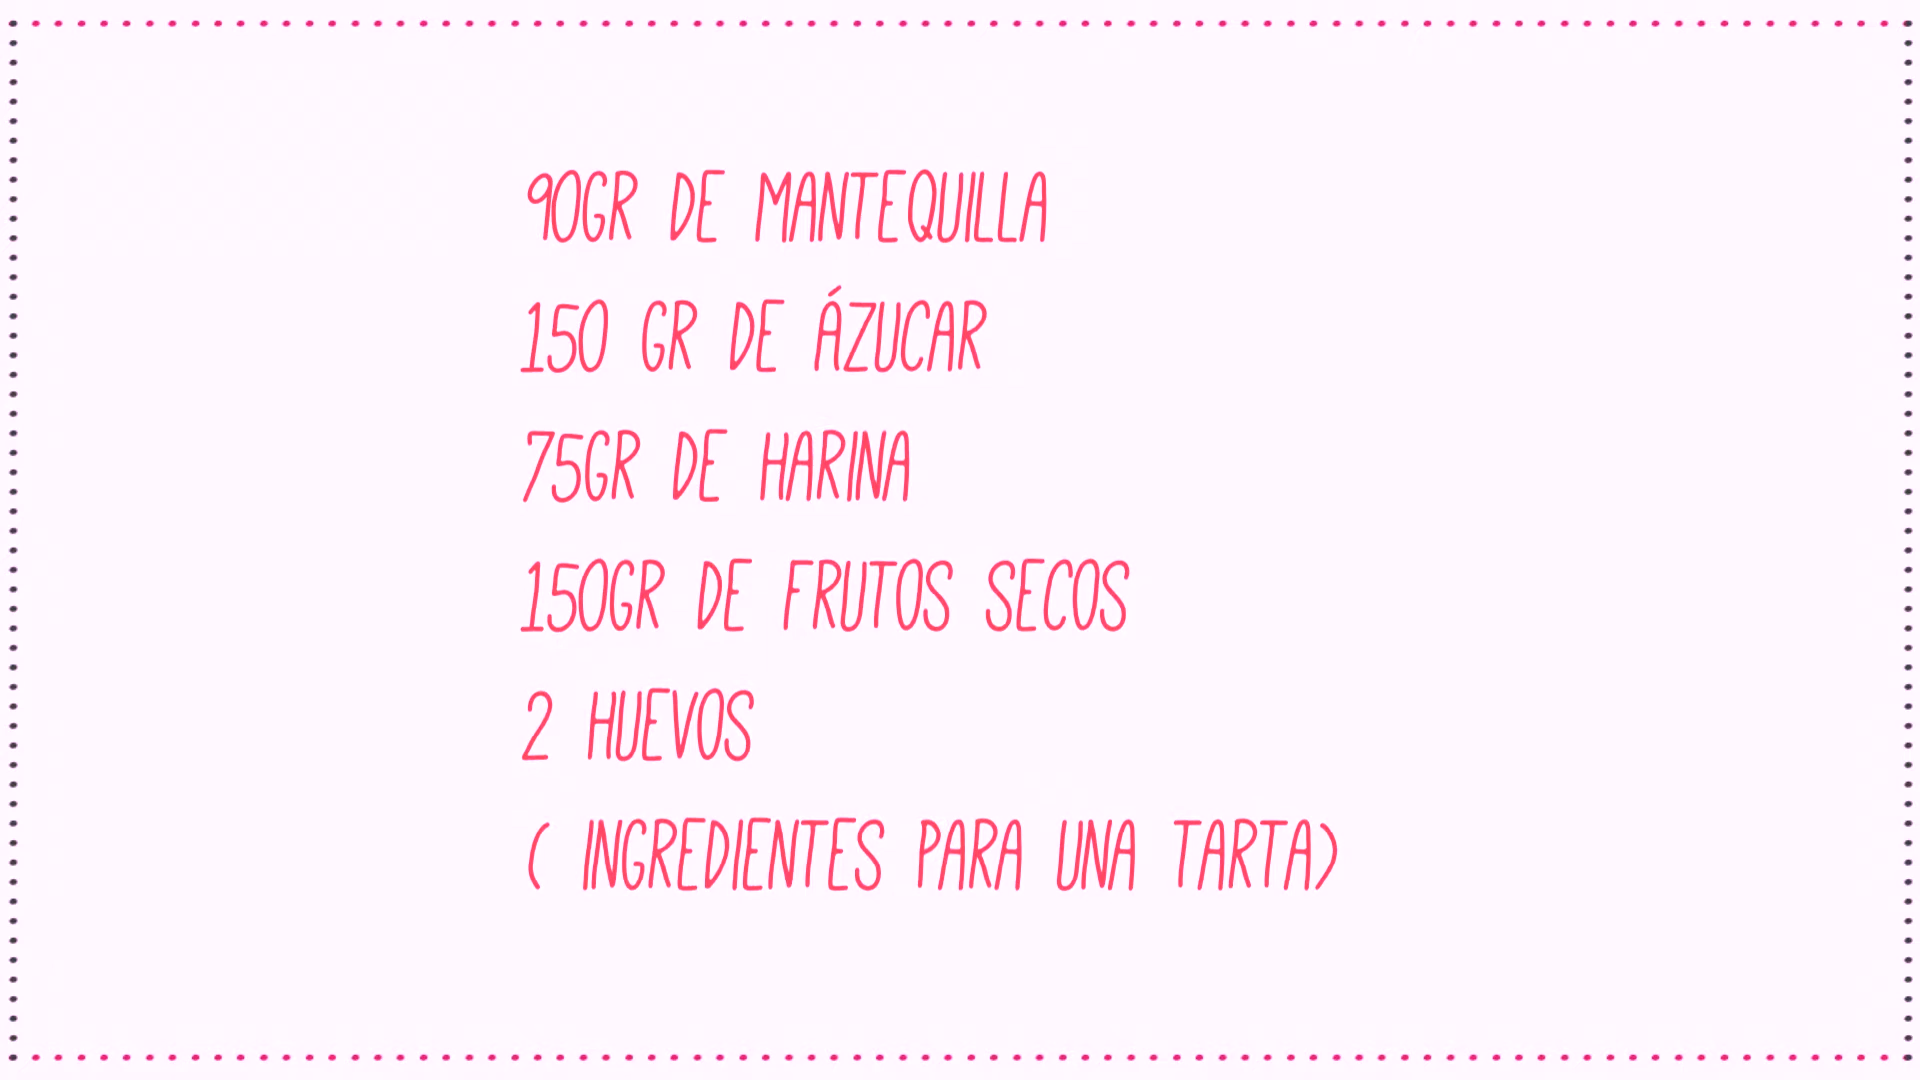 90GR DE MANTEQUILLA
150 GR DE ÁZUCAR
75GR DE HARINA
150GR DE FRUTOS SECOS
2 HUEVOS
( INGREDIENTES PARA UNA TARTA)